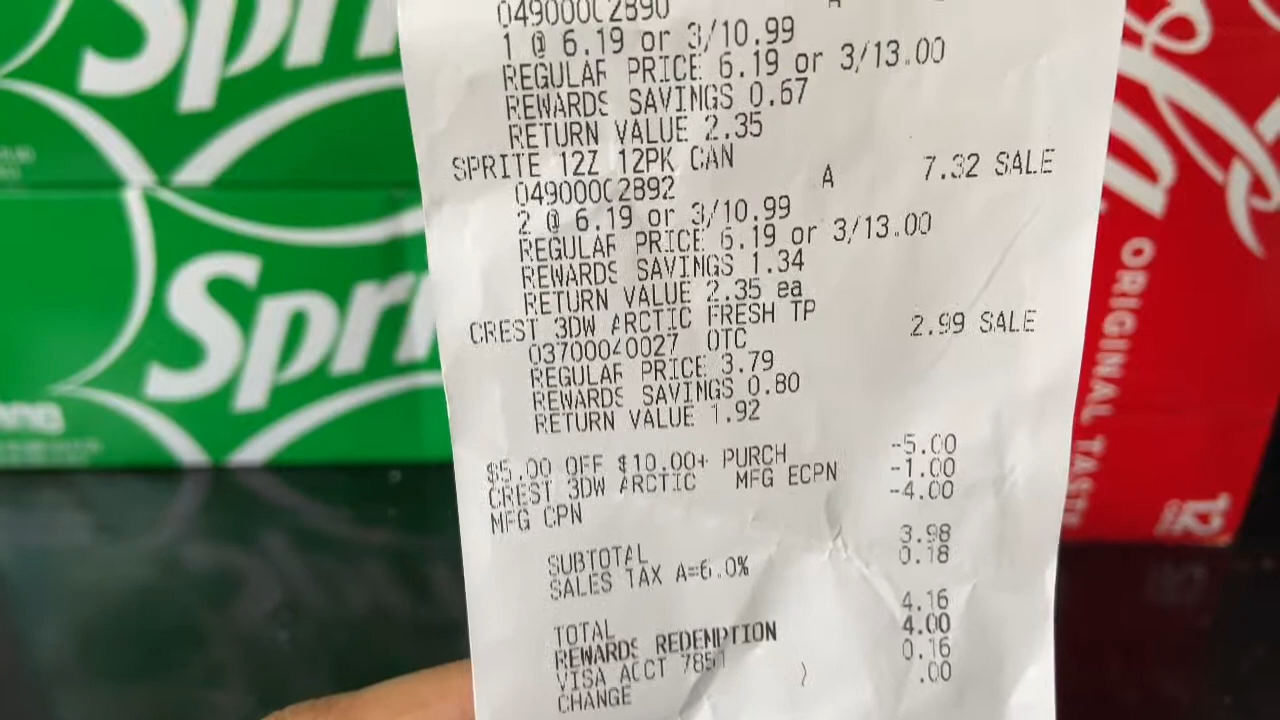 Spri
Spri
04900002890 A
1 @ 6.19 or 3/10.99
REGULAR PRICE 6.19 or 3/13.00
REWARDS SAVINGS 0.67
RETURN VALUE 2.35
SPRITE 12Z 12PK CAN
04900002892 A 7.32 SALE
2 @ 6.19 or 3/10.99
REGULAR PRICE 6.19 or 3/13.00
REWARDS SAVINGS 1.34
RETURN VALUE 2.35 ea
CREST 3DW ARCTIC FRESH TP
03700040027 OTC 2.99 SALE
REGULAR PRICE 3.79
REWARDS SAVINGS 0.80
RETURN VALUE 1.92
$5.00 OFF $10.00+ PURCH -5.00
CREST 3DW ARCTIC MFG ECPN -1.00
MFG CPN -4.00
SUBTOTAL 3.98
SALES TAX A=6.0% 0.18
TOTAL 4.16
REWARDS REDEMPTION 4.00
VISA ACCT 7851 0.16
CHANGE .00
ORIGINAL TASTE
12